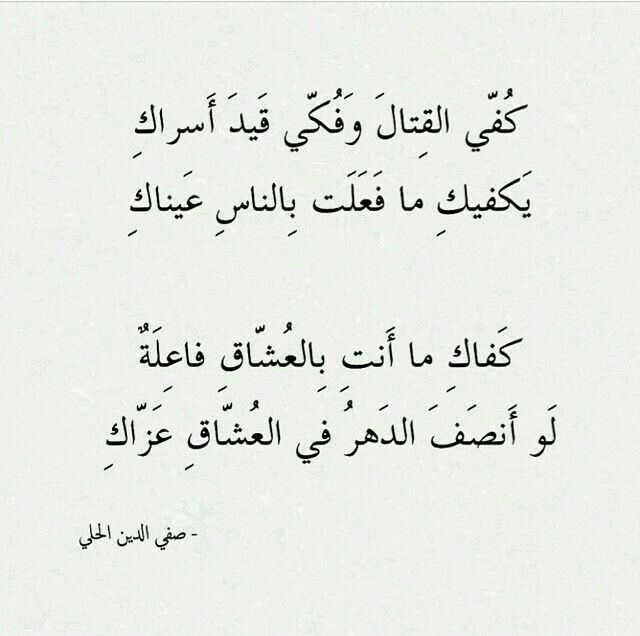 كُفّي القِتالَ وَفُكّي قَيدَ أَسراكِ
يَكفيكِ ما فَعَلَت بِالناسِ عَيناكِ
كَفاكِ ما أَنتِ بِالعُشّاقِ فاعِلَةٌ
لَو أَنصَفَ الدَهرُ في العُشّاقِ عَزّاكِ
- صفي الدين الحلي